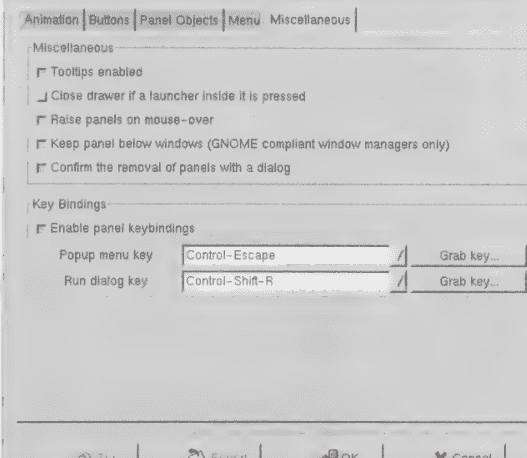 Animation Buttons Panel Objects Menu Miscellaneous
Miscellaneous
Tooltips enabled
Close drawer if a launcher inside it is pressed
Raise panels on mouse-over
Keep panel below windows (GNOME compliant window managers only)
Confirm the removal of panels with a dialog
Key Bindings
Enable panel keybindings
Popup menu key Control-Escape Grab key...
Run dialog key Control-Shift-R Grab key...
OK Cancel